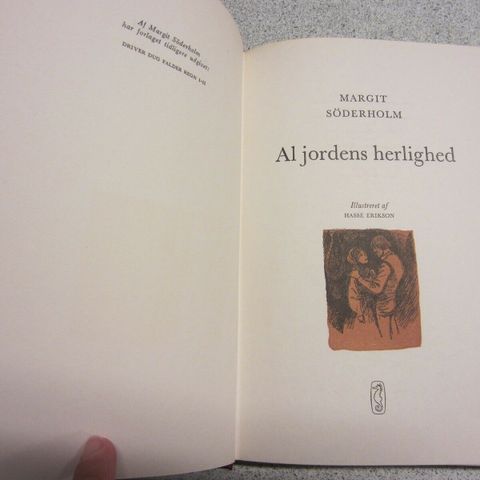 Af Margit Söderholm
har forlaget tidligere udgivet:
DRIVER DUG FALDER REGN I-II
MARGIT
SÖDERHOLM
Al jordens herlighed
Illustreret af
HASSE ERIKSON